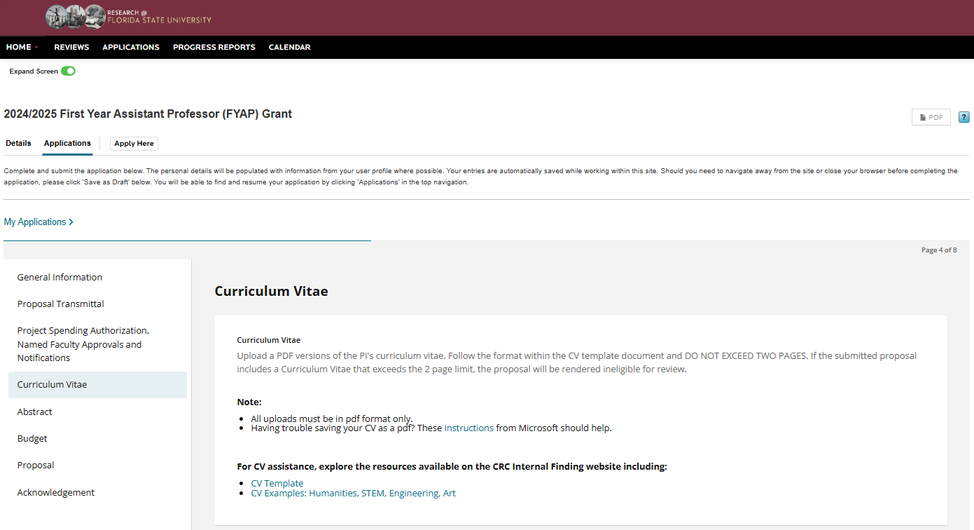 RESEARCH @
FLORIDA STATE UNIVERSITY
HOME REVIEWS APPLICATIONS PROGRESS REPORTS CALENDAR
Expand Screen
2024/2025 First Year Assistant Professor (FYAP) Grant
PDF ?
Details Applications Apply Here
Complete and submit the application below. The personal details will be populated with information from your user profile where possible. Your entries are automatically saved while working within this site. Should you need to navigate away from the site or close your browser before completing the
application, please click 'Save as Draft' below. You will be able to find and resume your application by clicking 'Applications' in the top navigation.
My Applications >
Page 4 of 8
General Information
Proposal Transmittal
Project Spending Authorization,
Named Faculty Approvals and
Notifications
Curriculum Vitae
Abstract
Budget
Proposal
Acknowledgement
Curriculum Vitae
Curriculum Vitae
Upload a PDF versions of the PI's curriculum vitae. Follow the format within the CV template document and DO NOT EXCEED TWO PAGES. If the submitted proposal
includes a Curriculum Vitae that exceeds the 2 page limit, the proposal will be rendered ineligible for review.
Note:
• All uploads must be in pdf format only.
• Having trouble saving your CV as a pdf? These instructions from Microsoft should help.
For CV assistance, explore the resources available on the CRC Internal Finding website including:
• CV Template
• CV Examples: Humanities, STEM, Engineering, Art